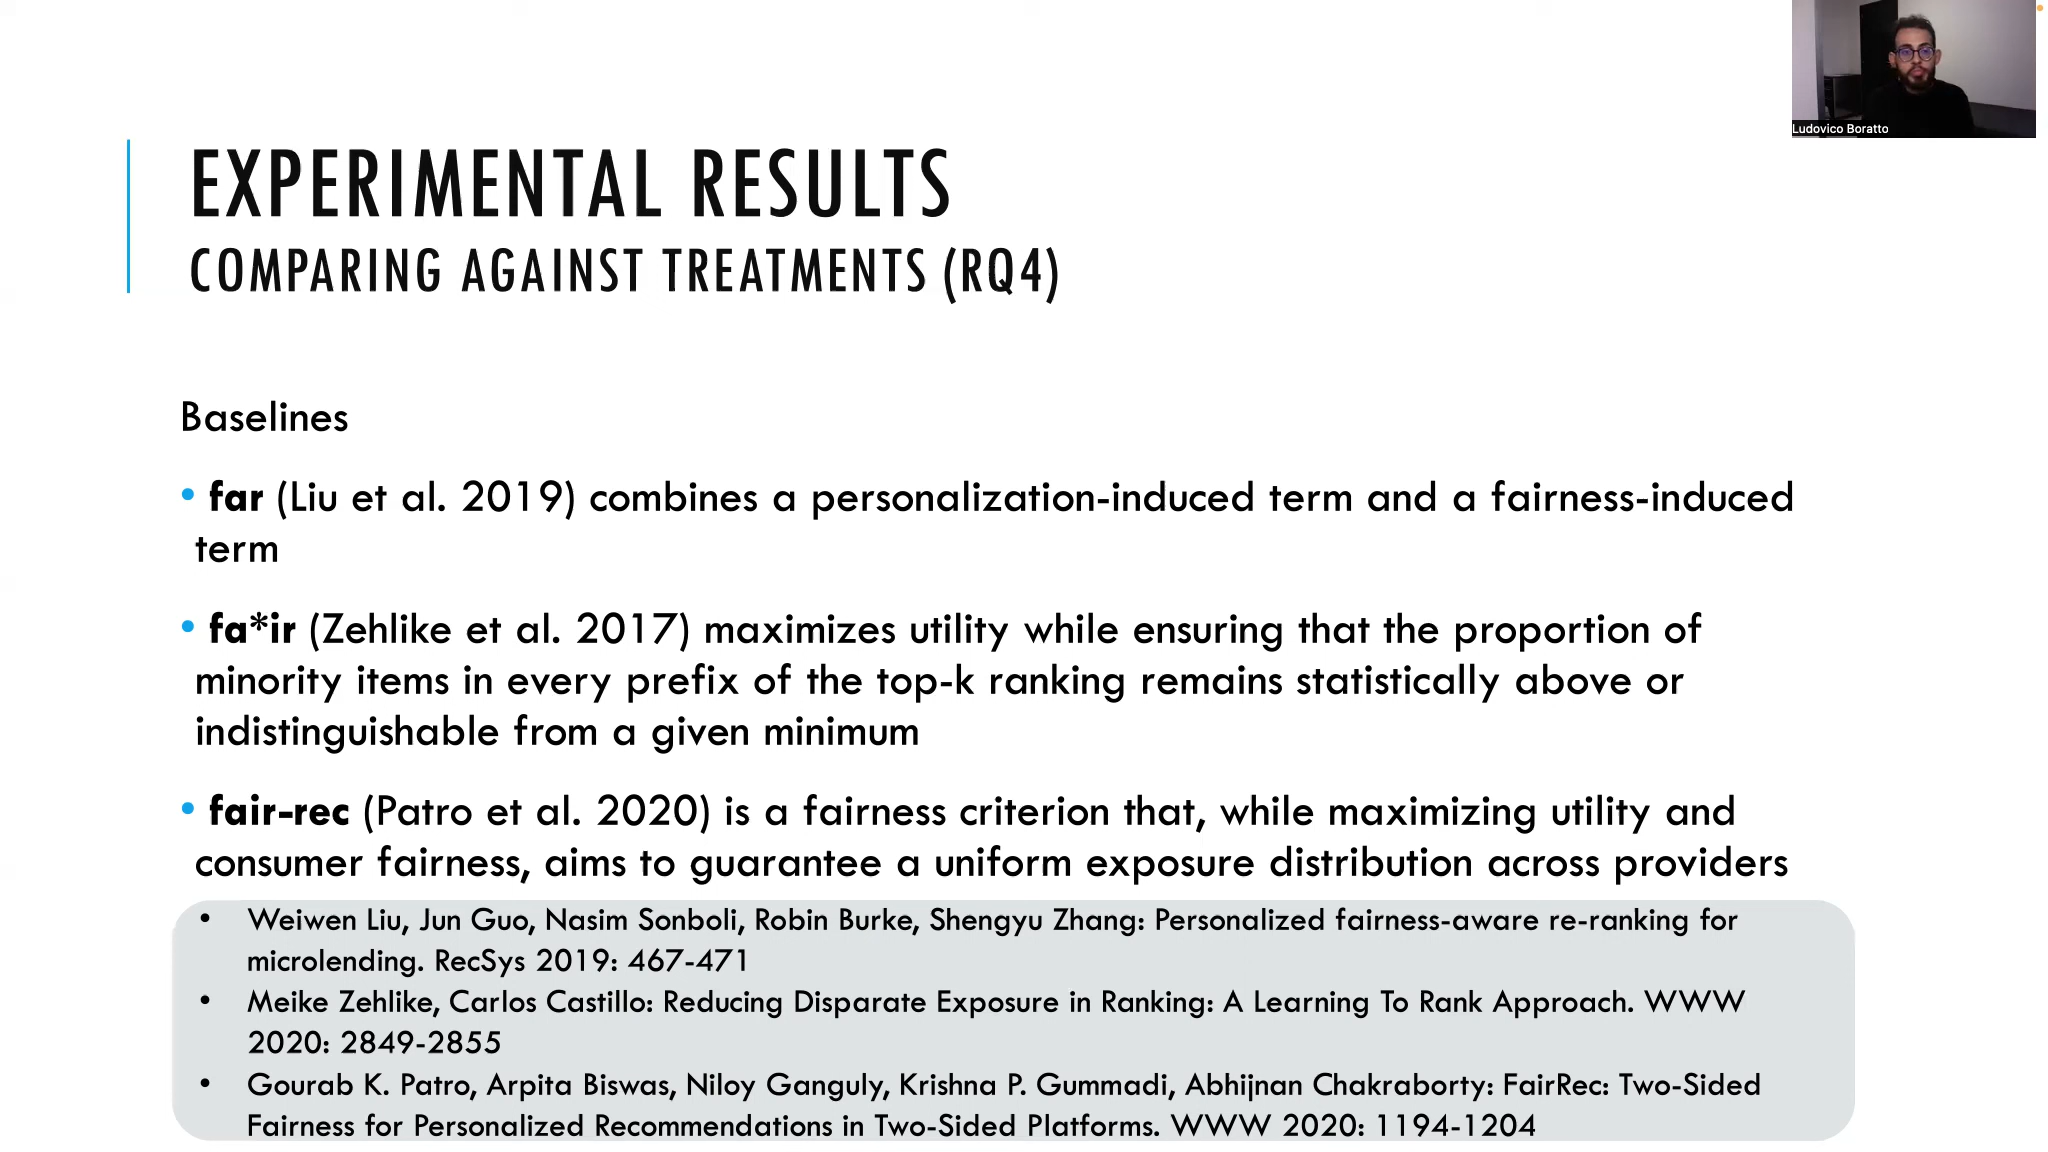 Ludovico Boratto
EXPERIMENTAL RESULTS
COMPARING AGAINST TREATMENTS (RQ4)
Baselines
• far (Liu et al. 2019) combines a personalization-induced term and a fairness-induced
term
• fa*ir (Zehlike et al. 2017) maximizes utility while ensuring that the proportion of
minority items in every prefix of the top-k ranking remains statistically above or
indistinguishable from a given minimum
• fair-rec (Patro et al. 2020) is a fairness criterion that, while maximizing utility and
consumer fairness, aims to guarantee a uniform exposure distribution across providers
• Weiwen Liu, Jun Guo, Nasim Sonboli, Robin Burke, Shengyu Zhang: Personalized fairness-aware re-ranking for
microlending. RecSys 2019: 467-471
• Meike Zehlike, Carlos Castillo: Reducing Disparate Exposure in Ranking: A Learning To Rank Approach. WWW
2020: 2849-2855
• Gourab K. Patro, Arpita Biswas, Niloy Ganguly, Krishna P. Gummadi, Abhijnan Chakraborty: FairRec: Two-Sided
Fairness for Personalized Recommendations in Two-Sided Platforms. WWW 2020: 1194-1204